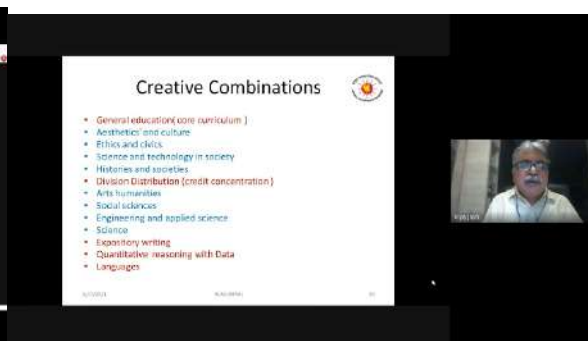 Creative Combinations
General education( core curriculum )
Aesthetics and culture
Ethics and civics
Science and technology in society
Histories and societies
Division Distribution (credit concentration )
Arts humanities
Social sciences
Engineering and applied science
Science
Expository writing
Quantitative reasoning with Data
Languages